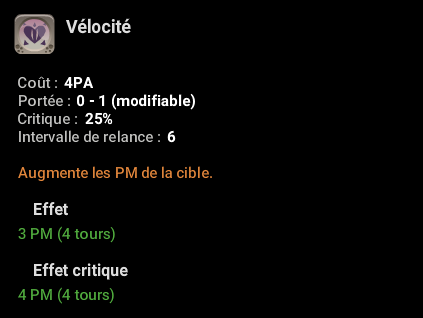 Vélocité
Coût : 4PA
Portée : 0 - 1 (modifiable)
Critique : 25%
Intervalle de relance : 6
Augmente les PM de la cible.
Effet
3 PM (4 tours)
Effet critique
4 PM (4 tours)